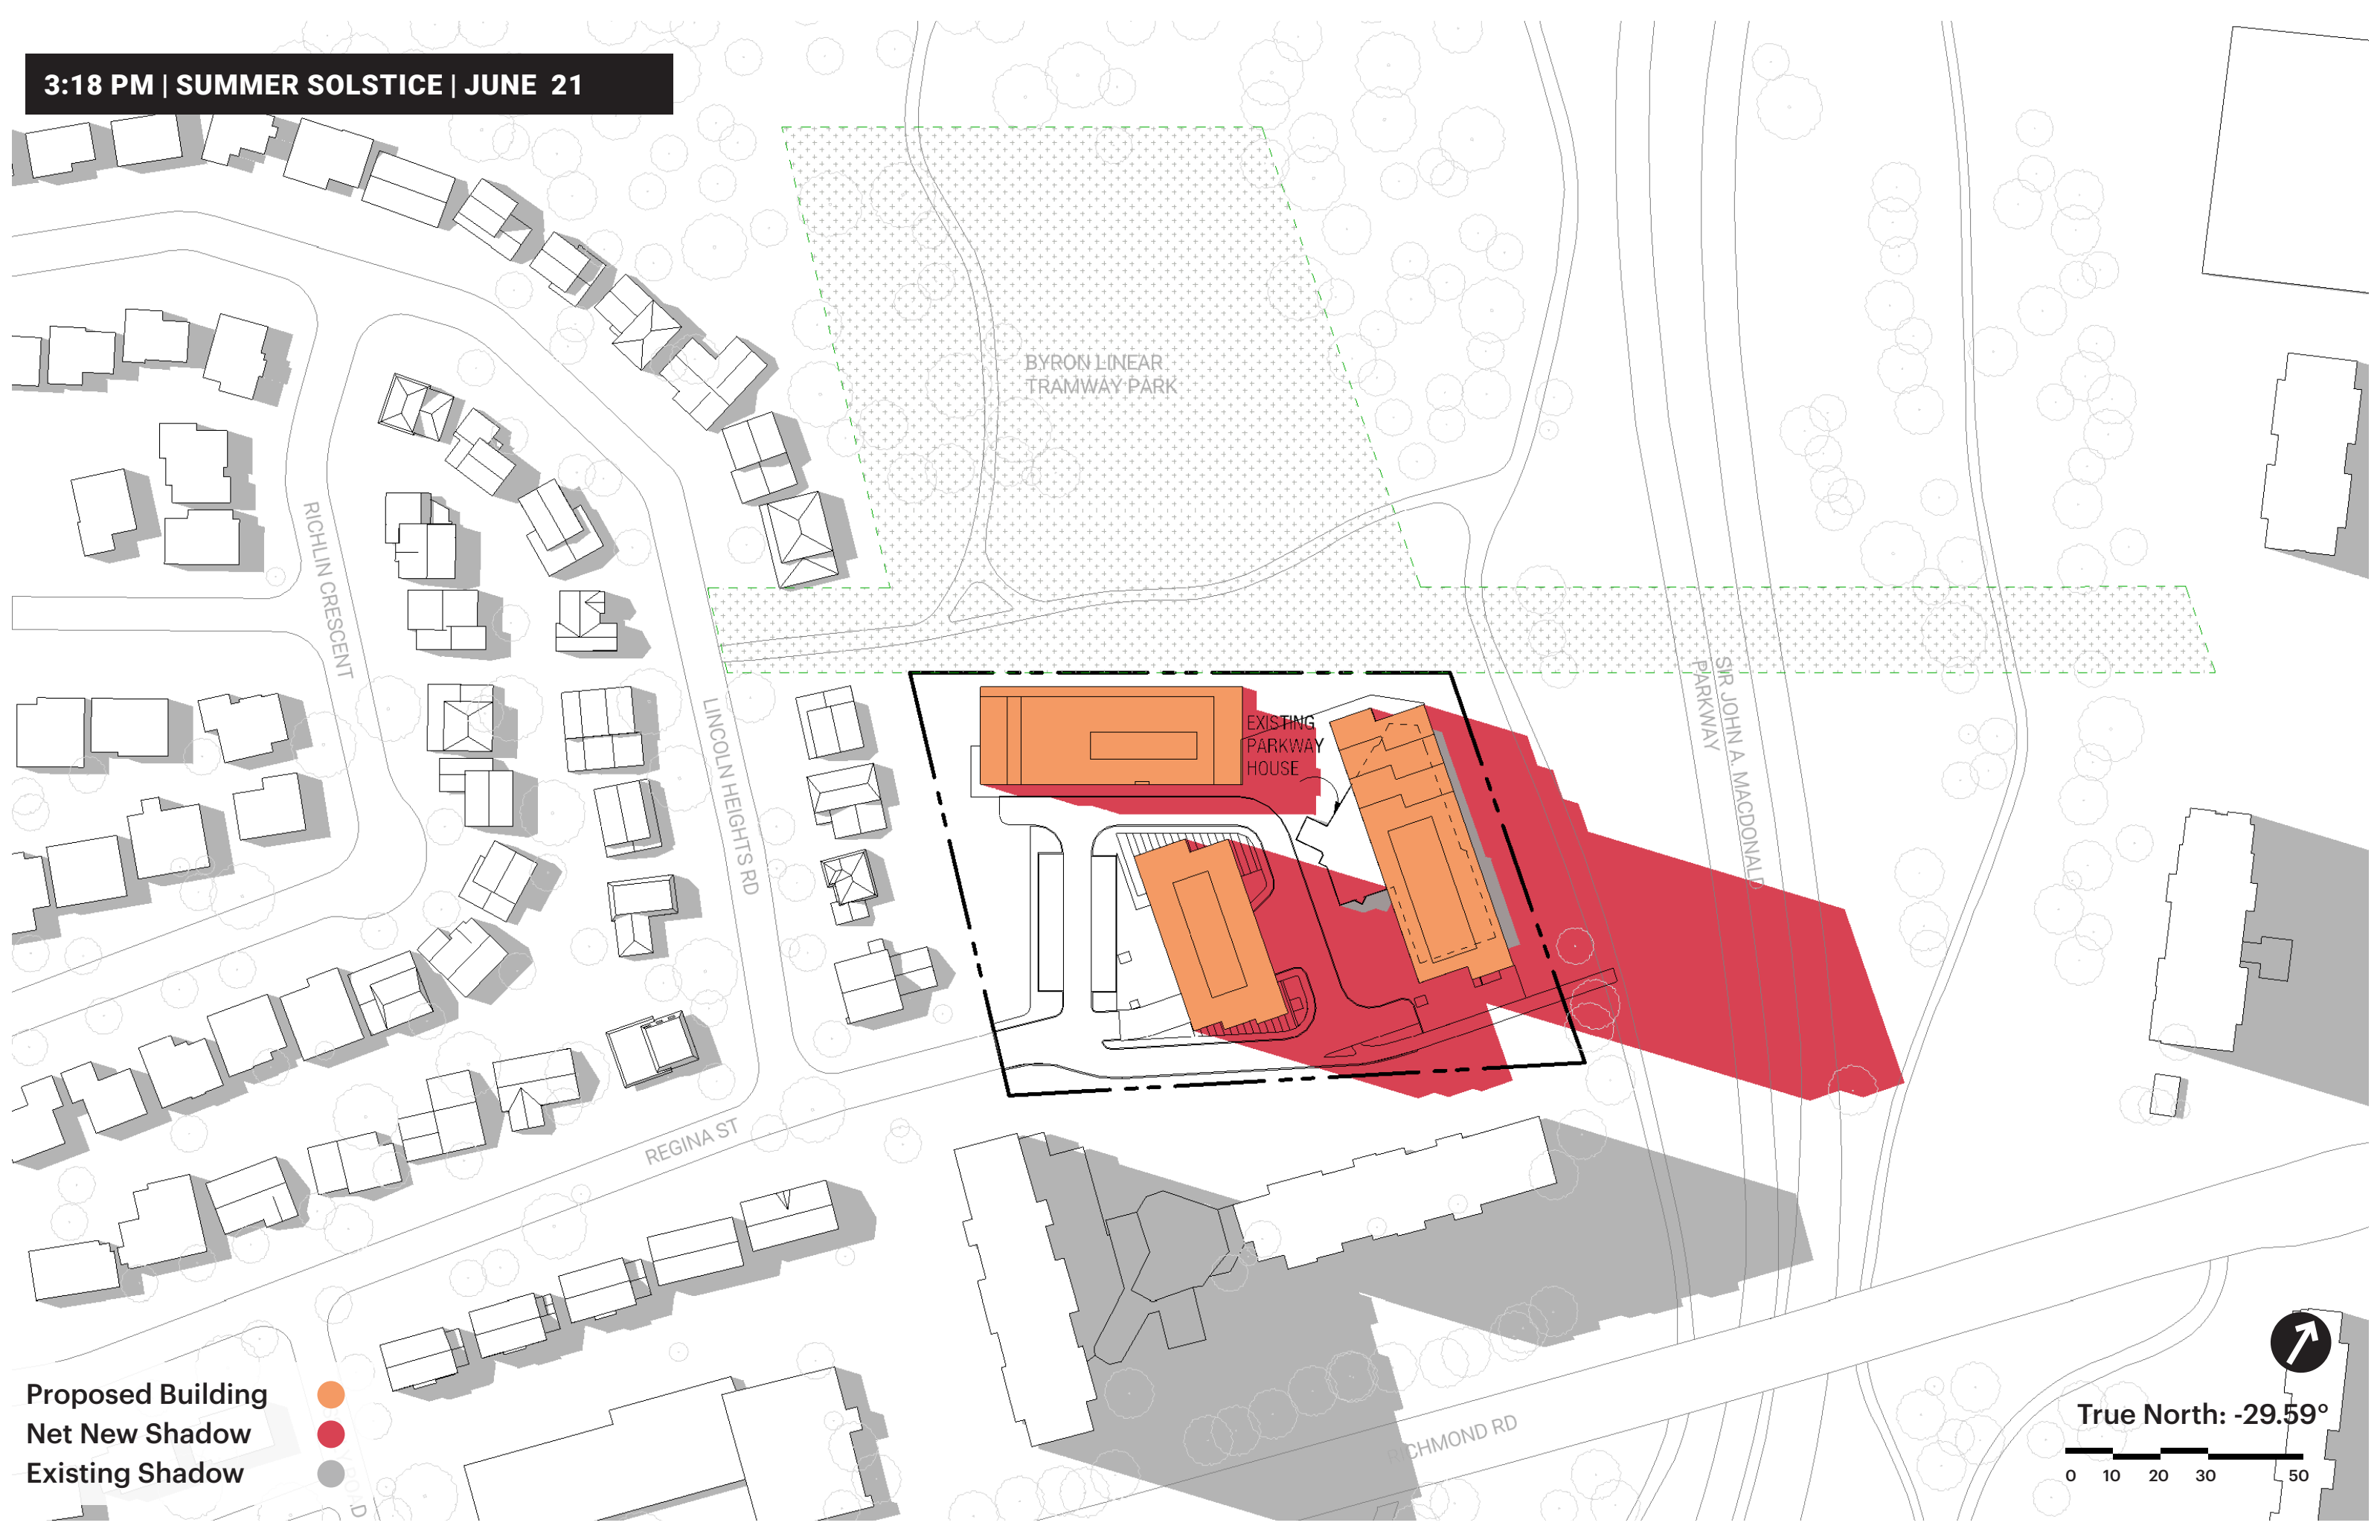 3:18 PM | SUMMER SOLSTICE | JUNE 21
BYRON LINEAR
TRAMWAY PARK
RICHLIN CRESCENT
LINCOLN HEIGHTS RD
EXISTING
PARKWAY
HOUSE
SIR JOHN A. MACDONALD
PARKWAY
REGINA ST
RICHMOND RD
Proposed Building
Net New Shadow
Existing Shadow
True North: -29.59°
0 10 20 30 50